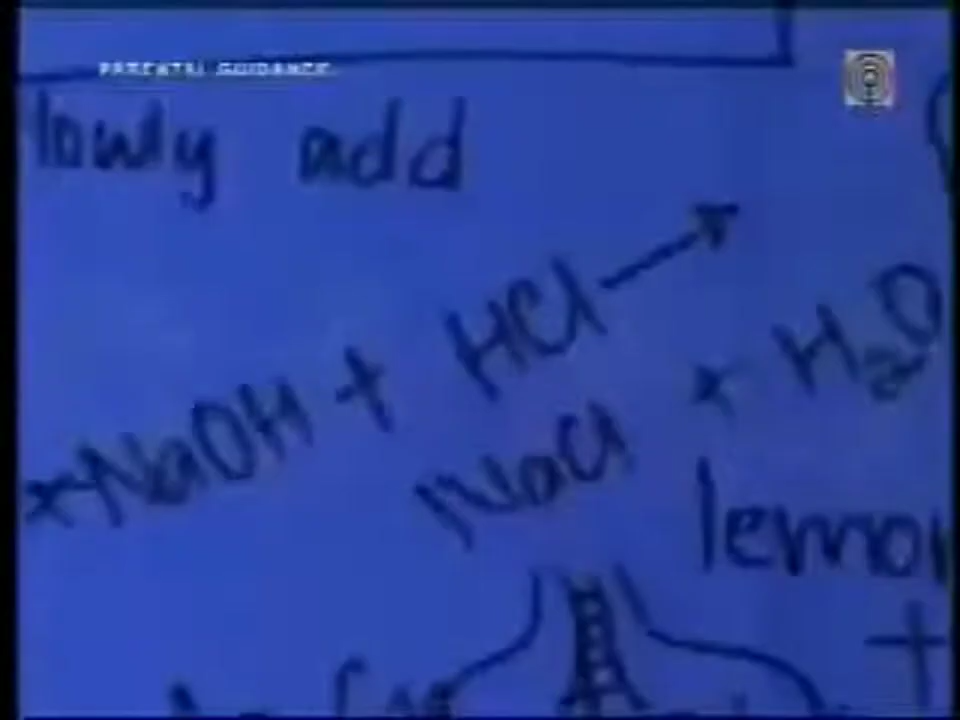 PARENTAL GUIDANCE
lowly add
*NaOH + HCl →
NaCl + H₂O
lemon
+